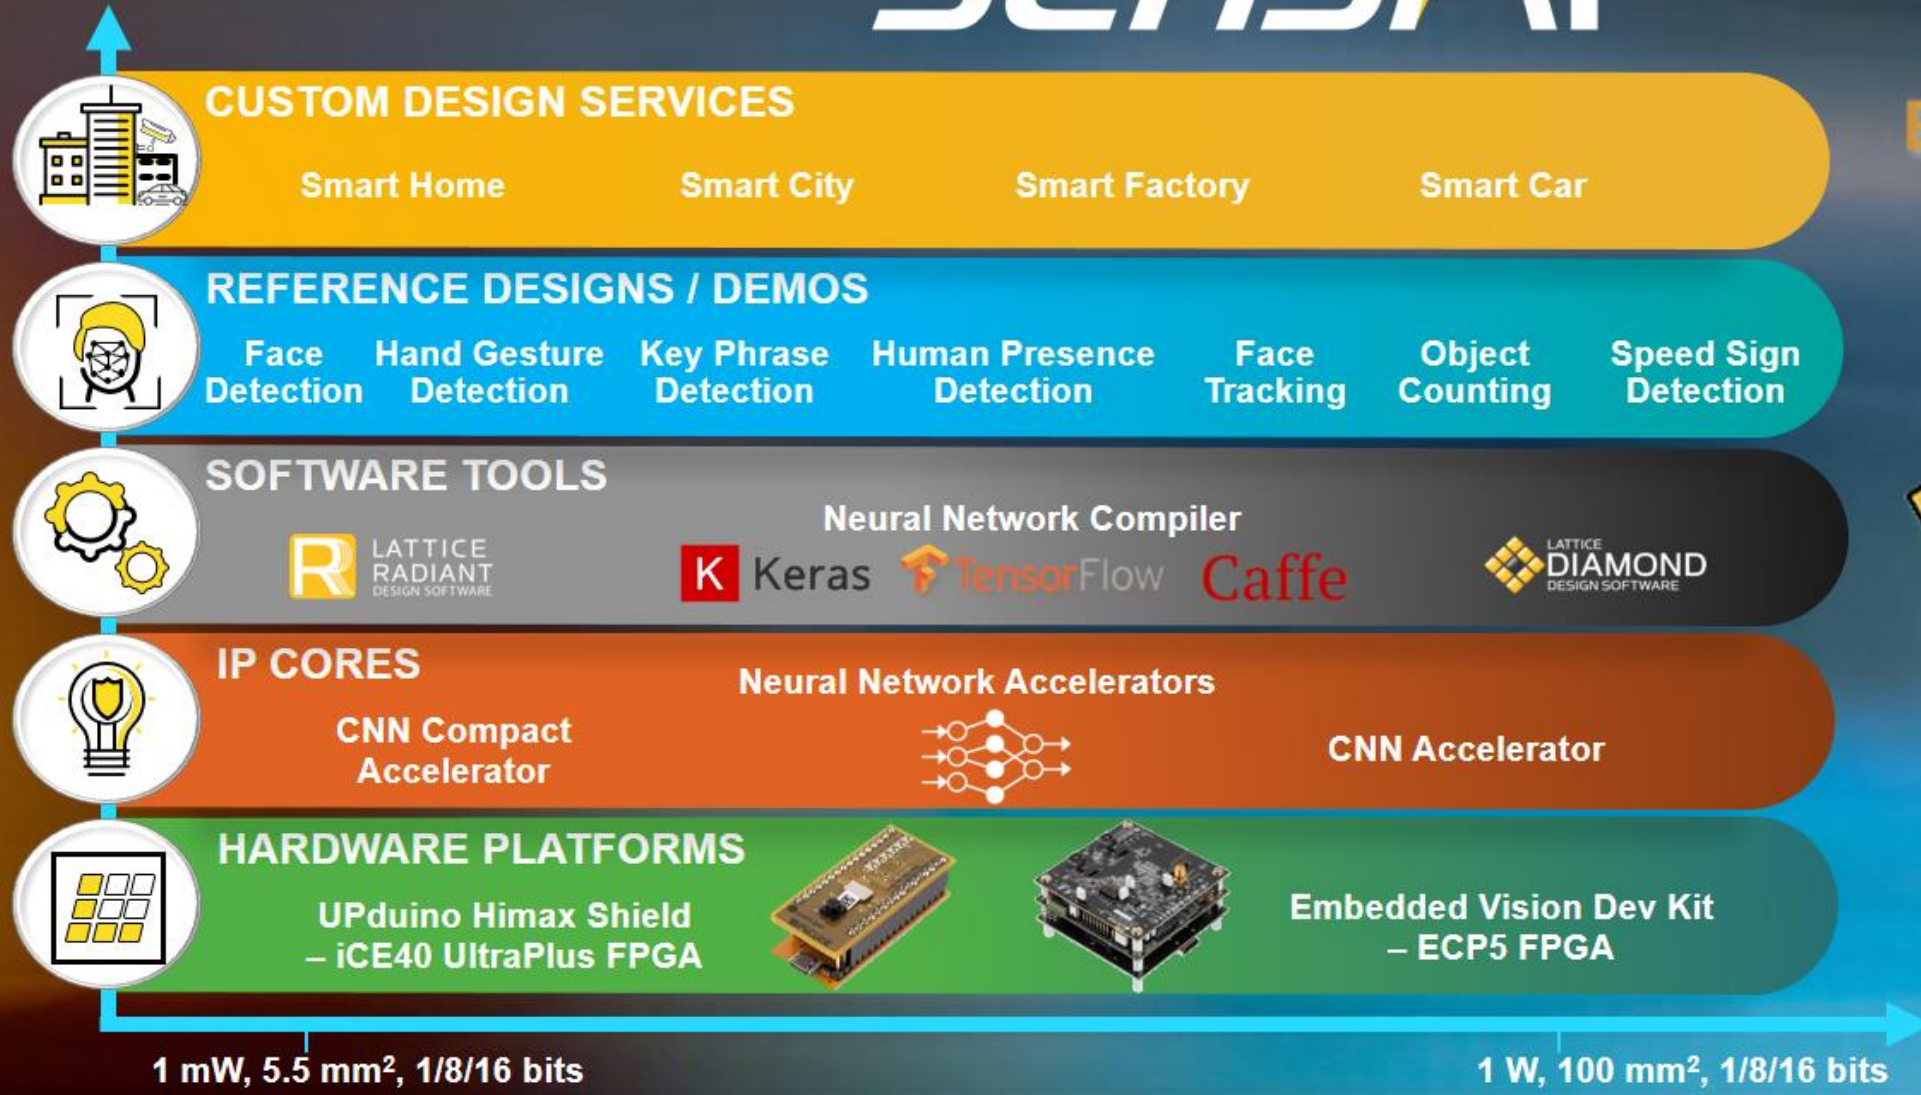 CUSTOM DESIGN SERVICES
Smart Home
Smart City
Smart Factory
Smart Car
REFERENCE DESIGNS / DEMOS
Face
Detection
Hand Gesture
Detection
Key Phrase
Detection
Human Presence
Detection
Face
Tracking
Object
Counting
Speed Sign
Detection
SOFTWARE TOOLS
Neural Network Compiler
R
LATTICE
RADIANT
DESIGN SOFTWARE
K Keras
TensorFlow
Caffe
LATTICE
DIAMOND
DESIGN SOFTWARE
IP CORES
Neural Network Accelerators
CNN Compact
Accelerator
CNN Accelerator
HARDWARE PLATFORMS
UPduino Himax Shield
– iCE40 UltraPlus FPGA
Embedded Vision Dev Kit
– ECP5 FPGA
1 mW, 5.5 mm², 1/8/16 bits
1 W, 100 mm², 1/8/16 bits